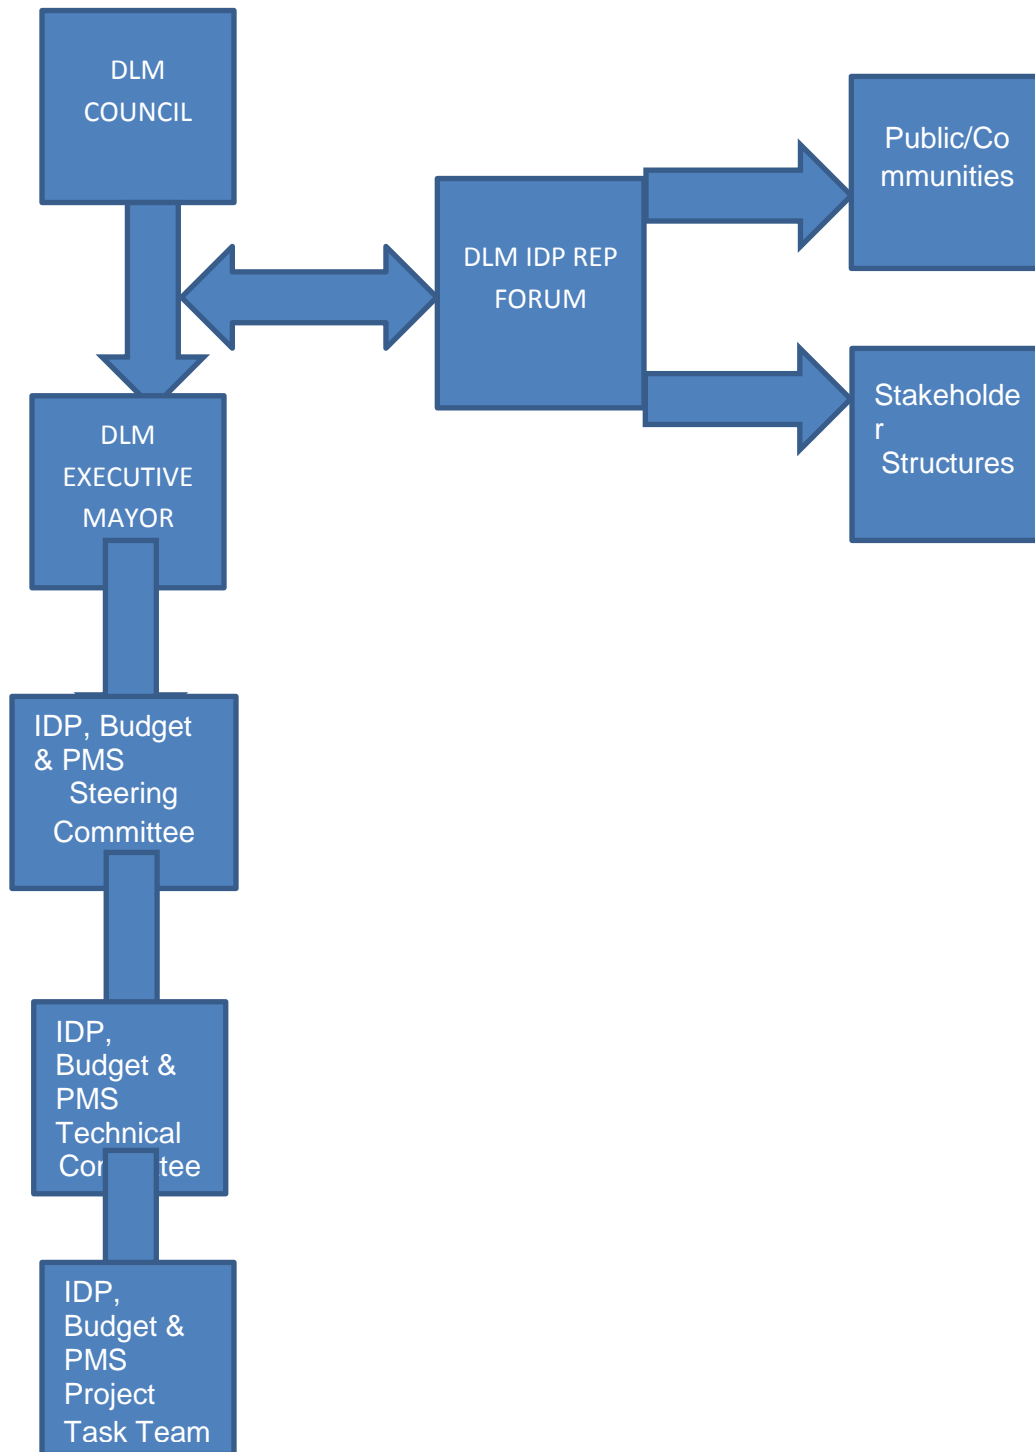 DLM
COUNCIL
Public/Co
mmunities
DLM IDP REP
FORUM
Stakeholde
r
Structures
DLM
EXECUTIVE
MAYOR
IDP, Budget
& PMS
Steering
Committee
IDP,
Budget &
PMS
Technical
IDP,
Budget &
PMS
Project
Task Team